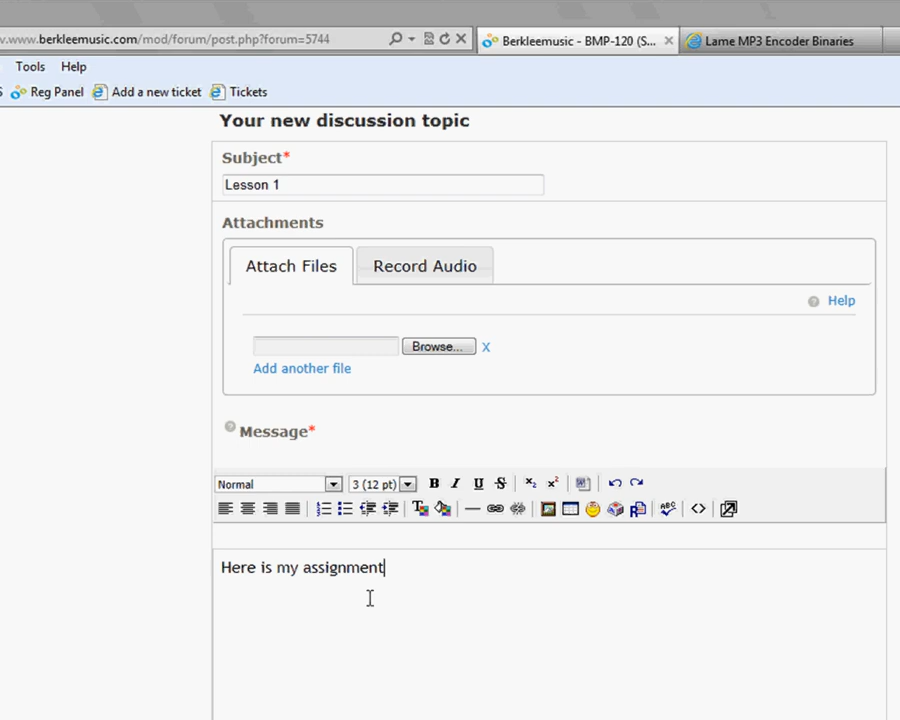 v.www.berkleemusic.com/mod/forum/post.php?forum=5744
Berkleemusic - BMP-120 (S...
Lame MP3 Encoder Binaries
Tools Help
S Reg Panel Add a new ticket Tickets
Your new discussion topic
Subject*
Lesson 1
Attachments
Attach Files Record Audio
Help
Browse... X
Add another file
Message*
Normal 3 (12 pt) B I U S
ABC
Here is my assignment